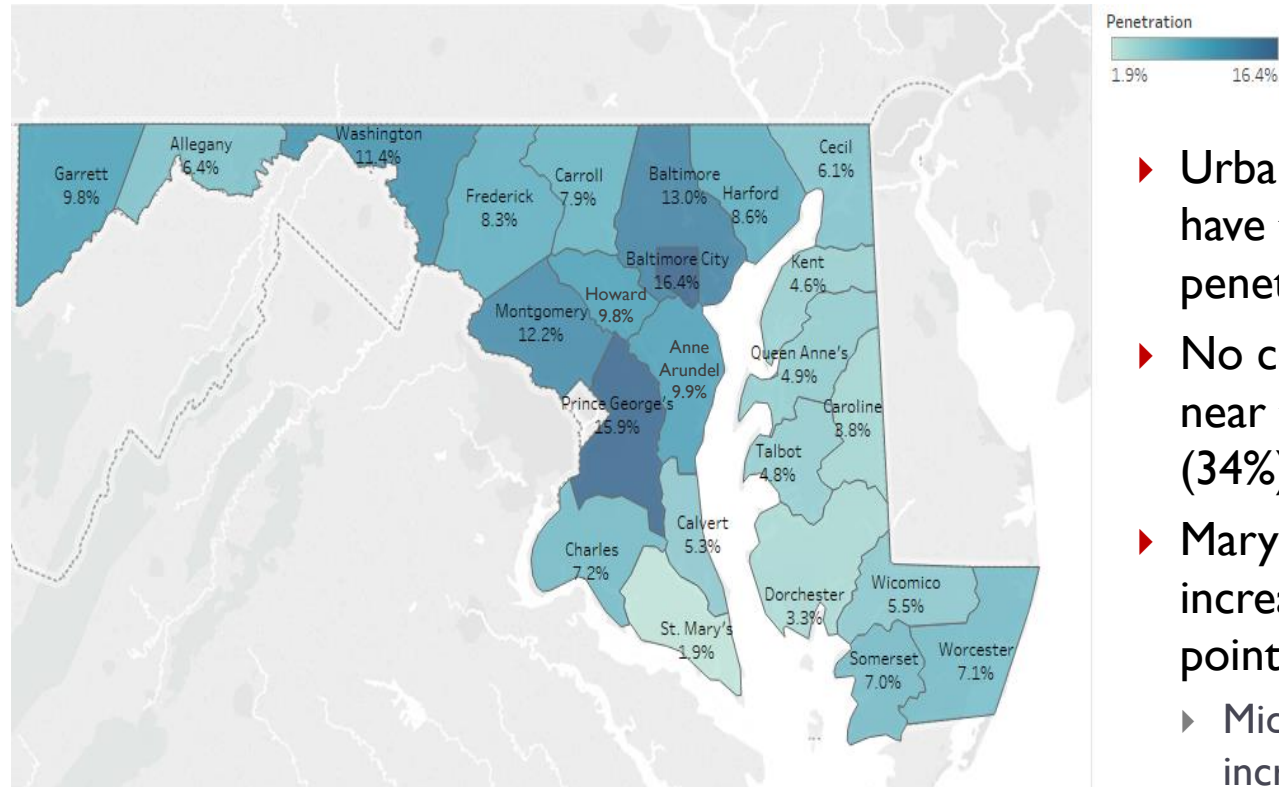 Penetration
1.9% 16.4%
Garrett
9.8%
Allegany
6.4%
Washington
11.4%
Frederick
8.3%
Carroll
7.9%
Baltimore
13.0%
Harford
8.6%
Cecil
6.1%
Baltimore City
16.4%
Howard
9.8%
Montgomery
12.2%
Anne
Arundel
9.9%
Prince George's
15.9%
Kent
4.6%
Queen Anne's
4.9%
Caroline
3.8%
Talbot
4.8%
Calvert
5.3%
Charles
7.2%
St. Mary's
1.9%
Dorchester
3.3%
Wicomico
5.5%
Somerset
7.0%
Worcester
7.1%
Urba
have
penet
No c
near
(34%)
Mary
increa
point
Mic
incr